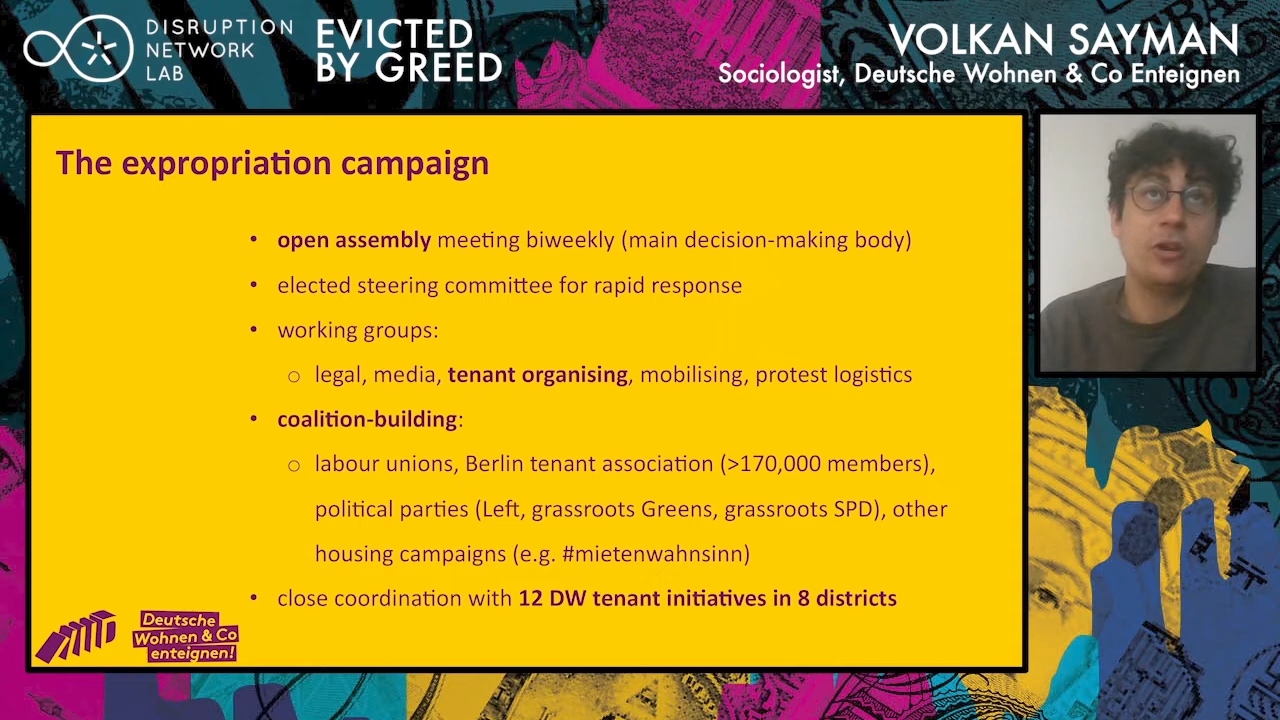 DISRUPTION
NETWORK
LAB
EVICTED
BY GREED
VOLKAN SAYMAN
Sociologist, Deutsche Wohnen & Co Enteignen
The expropriation campaign
• open assembly meeting biweekly (main decision-making body)
• elected steering committee for rapid response
• working groups:
○ legal, media, tenant organising, mobilising, protest logistics
• coalition-building:
○ labour unions, Berlin tenant association (>170,000 members),
political parties (Left, grassroots Greens, grassroots SPD), other
housing campaigns (e.g. #mietenwahnsinn)
• close coordination with 12 DW tenant initiatives in 8 districts
Deutsche
Wohnen & Co
enteignen!